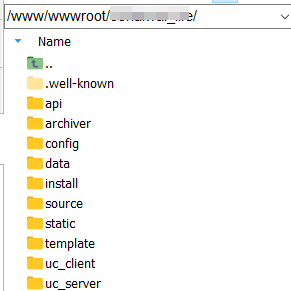 /www/wwwroot/
Name
..
.well-known
api
archiver
config
data
install
source
static
template
uc_client
uc_server